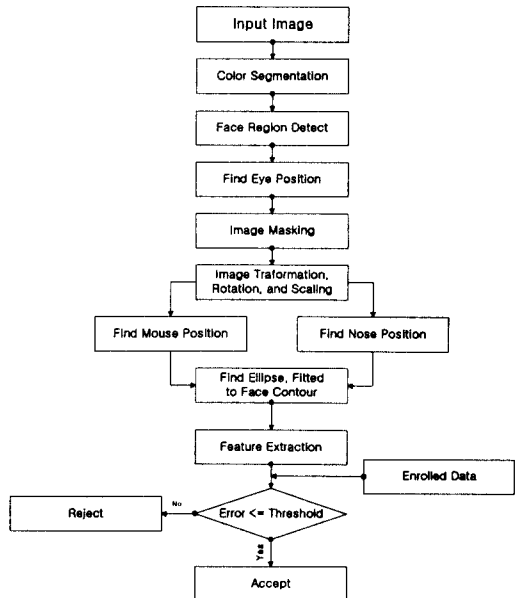 Input Image
Color Segmentation
Face Region Detect
Find Eye Position
Image Masking
Image Traformation,
Rotation, and Scaling
Find Mouse Position
Find Nose Position
Find Ellipse, Fitted
to Face Contour
Feature Extraction
Enrolled Data
No
Reject
Error <= Threshold
Yes
Accept